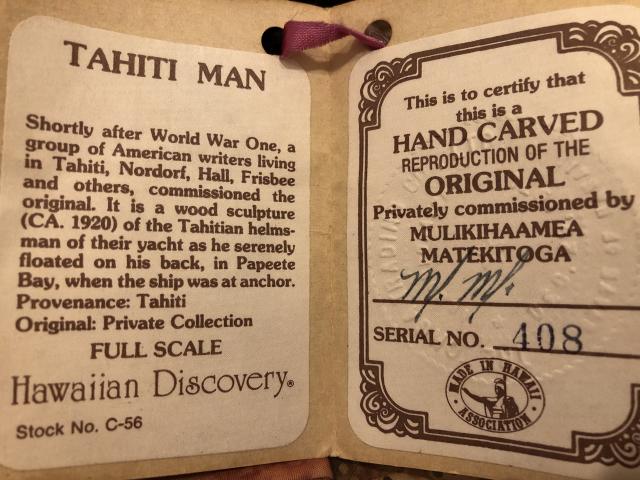 TAHITI MAN
Shortly after World War One, a
group of American writers living
in Tahiti, Nordorf, Hall, Frisbee
and others, commissioned the
original. It is a wood sculpture
(CA. 1920) of the Tahitian helms-
man of their yacht as he serenely
floated on his back, in Papeete
Bay, when the ship was at anchor.
Provenance: Tahiti
Original: Private Collection
FULL SCALE
Hawaiian Discovery®
Stock No. C-56
This is to certify that
this is a
HAND CARVED
REPRODUCTION OF THE
ORIGINAL
Privately commissioned by
MULIKIHAAMEA
MATEKITOGA
M. M.
SERIAL NO. 408
MADE IN HAWAII
ASSOCIATION